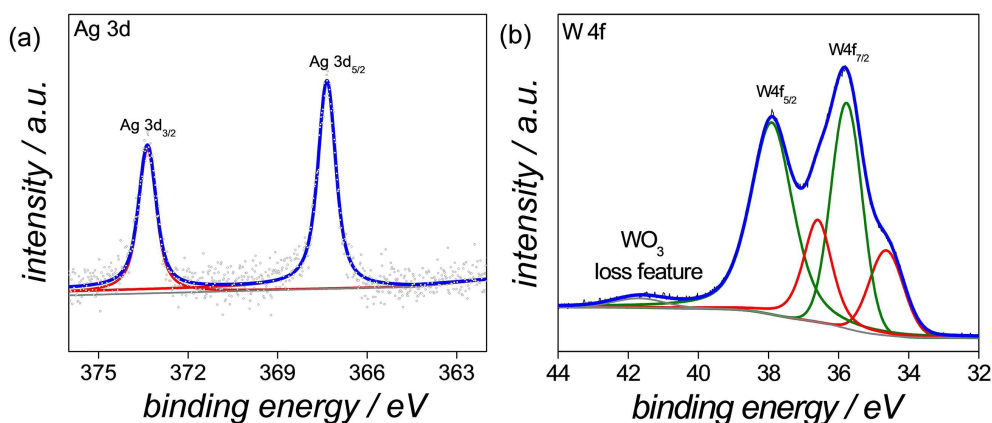 (a)
Ag 3d
Ag 3d3/2
Ag 3d5/2
intensity / a.u.
375 372 369 366 363
binding energy / eV
(b)
W 4f
W4f5/2
W4f7/2
WO3
loss feature
intensity / a.u.
44 42 40 38 36 34 32
binding energy / eV